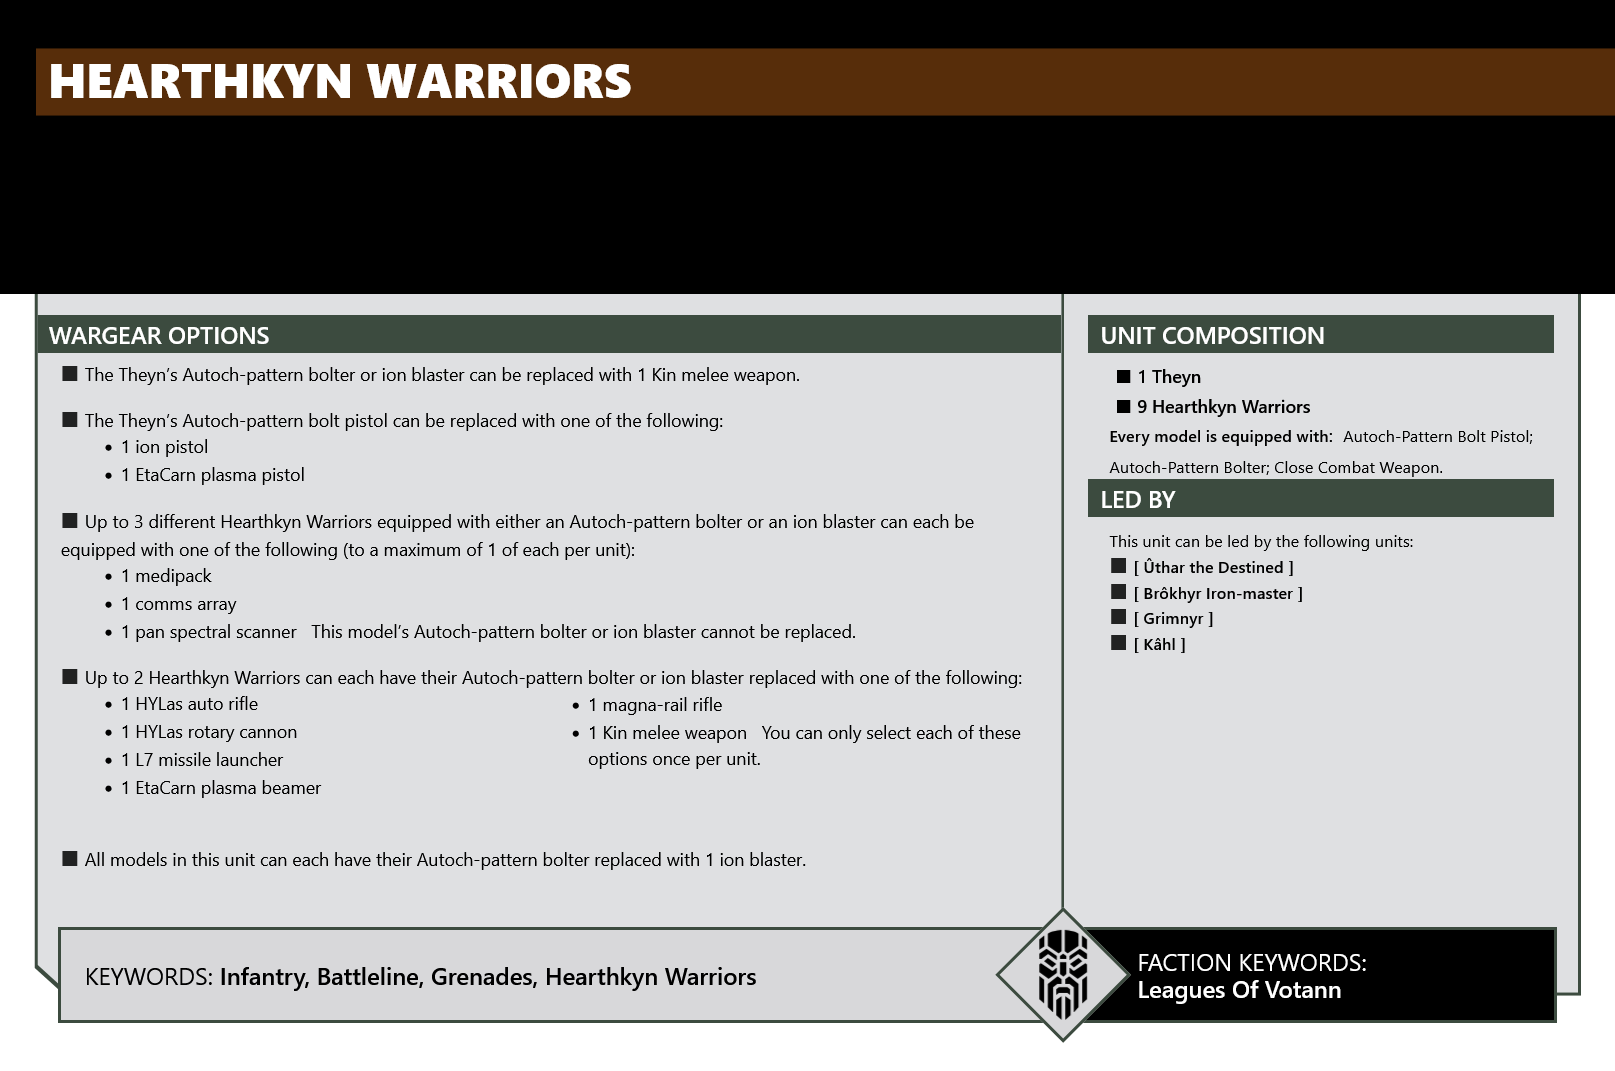 HEARTHKYN WARRIORS
WARGEAR OPTIONS
■ The Theyn's Autoch-pattern bolter or ion blaster can be replaced with 1 Kin melee weapon.
■ The Theyn's Autoch-pattern bolt pistol can be replaced with one of the following:
• 1 ion pistol
• 1 EtaCarn plasma pistol
■ Up to 3 different Hearthkyn Warriors equipped with either an Autoch-pattern bolter or an ion blaster can each be
equipped with one of the following (to a maximum of 1 of each per unit):
• 1 medipack
• 1 comms array
• 1 pan spectral scanner   This model's Autoch-pattern bolter or ion blaster cannot be replaced.
■ Up to 2 Hearthkyn Warriors can each have their Autoch-pattern bolter or ion blaster replaced with one of the following:
• 1 HYLas auto rifle
• 1 HYLas rotary cannon
• 1 L7 missile launcher
• 1 EtaCarn plasma beamer
• 1 magna-rail rifle
• 1 Kin melee weapon   You can only select each of these
options once per unit.
■ All models in this unit can each have their Autoch-pattern bolter replaced with 1 ion blaster.
UNIT COMPOSITION
■ 1 Theyn
■ 9 Hearthkyn Warriors
Every model is equipped with: Autoch-Pattern Bolt Pistol;
Autoch-Pattern Bolter; Close Combat Weapon.
LED BY
This unit can be led by the following units:
■ [ Ûthar the Destined ]
■ [ Brôkhyr Iron-master ]
■ [ Grimnyr ]
■ [ Kâhl ]
KEYWORDS: Infantry, Battleline, Grenades, Hearthkyn Warriors
FACTION KEYWORDS:
Leagues Of Votann